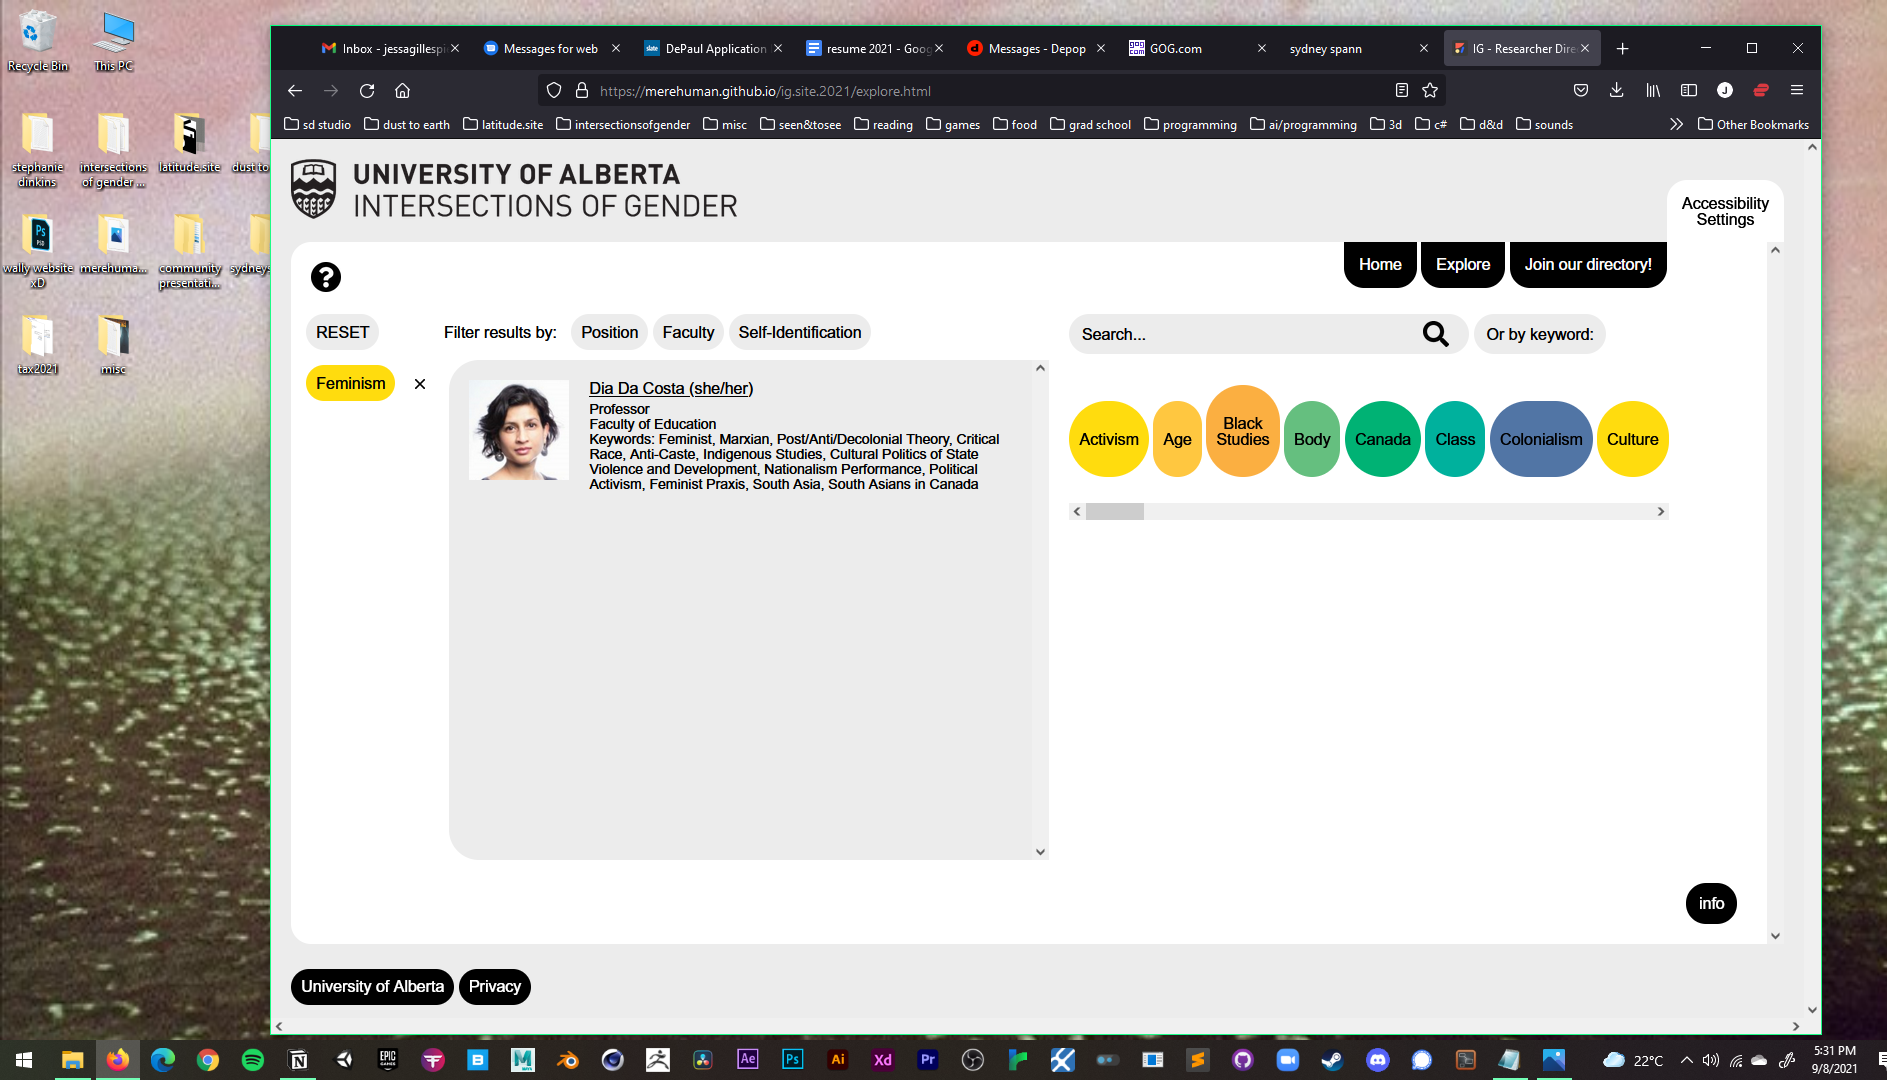 Recycle Bin
This PC
stephanie
dinkins
intersections
of gender ...
latitude.site
dust to
wally website
xD
merehuma...
community
presentati...
sydneys
tax2021
misc
Inbox - jessagillespi
Messages for web
DePaul Application
resume 2021 - Goog
Messages - Depop
GOG.com
sydney spann
IG - Researcher Dire
https://merehuman.github.io/ig.site.2021/explore.html
sd studio
dust to earth
latitude.site
intersectionsofgender
misc
seen&tosee
reading
games
food
grad school
programming
ai/programming
3d
c#
d&d
sounds
Other Bookmarks
UNIVERSITY OF ALBERTA
INTERSECTIONS OF GENDER
Accessibility
Settings
?
Home
Explore
Join our directory!
RESET
Filter results by:
Position
Faculty
Self-Identification
Search...
Or by keyword:
Feminism
Dia Da Costa (she/her)
Professor
Faculty of Education
Keywords: Feminist, Marxian, Post/Anti/Decolonial Theory, Critical
Race, Anti-Caste, Indigenous Studies, Cultural Politics of State
Violence and Development, Nationalism Performance, Political
Activism, Feminist Praxis, South Asia, South Asians in Canada
Activism
Age
Black
Studies
Body
Canada
Class
Colonialism
Culture
info
University of Alberta
Privacy
22°C
5:31 PM
9/8/2021